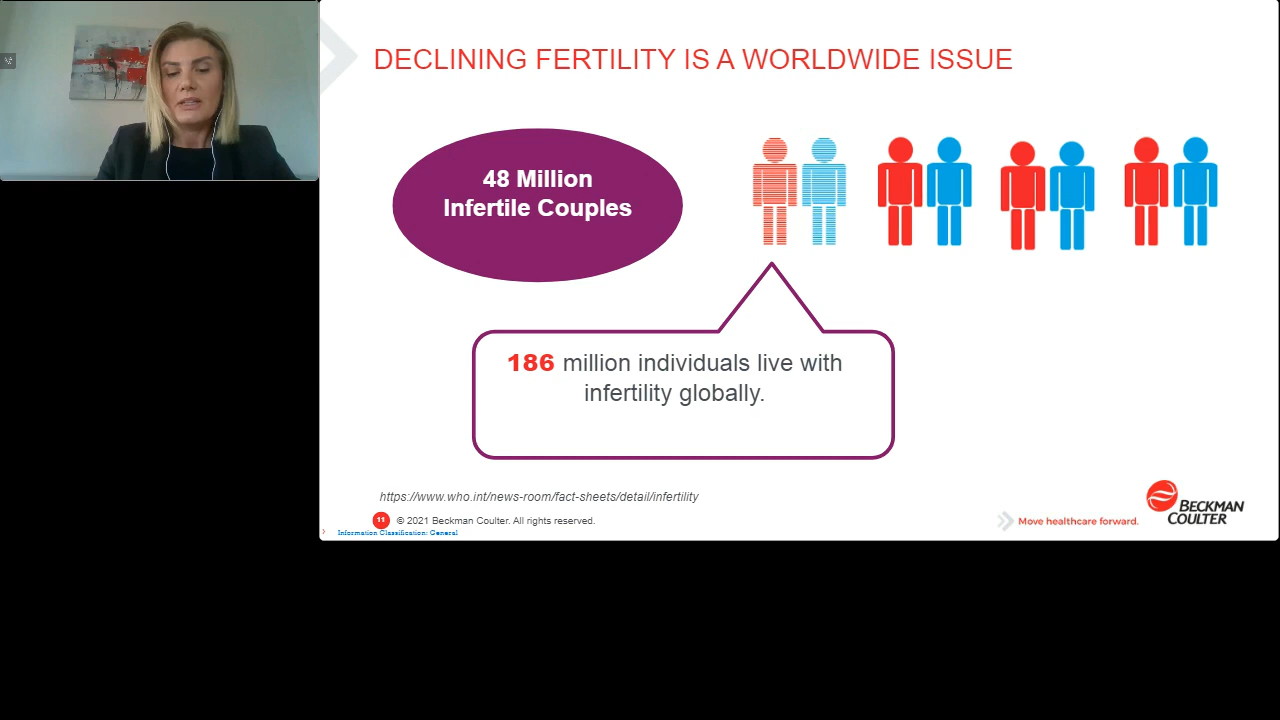 DECLINING FERTILITY IS A WORLDWIDE ISSUE
48 Million
Infertile Couples
186 million individuals live with
infertility globally.
https://www.who.int/news-room/fact-sheets/detail/infertility
11 © 2021 Beckman Coulter. All rights reserved.
Information Classification: General
Move healthcare forward.
BECKMAN
COULTER